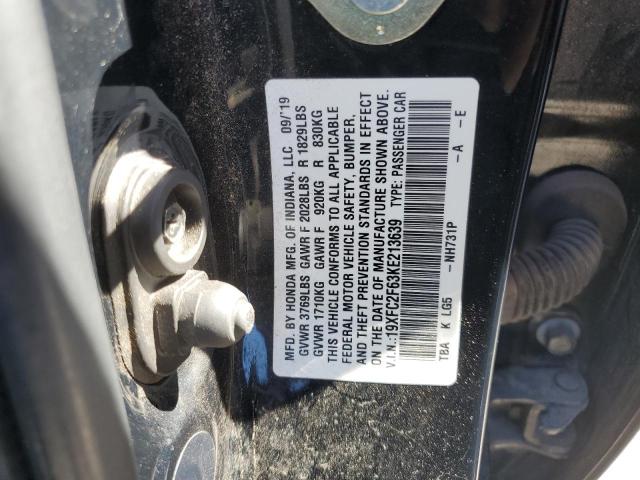 MFD. BY HONDA MFG. OF INDIANA, LLC 09/'19
GVWR 3769LBS GAWR F 2028LBS R 1829LBS
GVWR 1710KG GAWR F 920KG R 830KG
THIS VEHICLE CONFORMS TO ALL APPLICABLE
FEDERAL MOTOR VEHICLE SAFETY, BUMPER,
AND THEFT PREVENTION STANDARDS IN EFFECT
ON THE DATE OF MANUFACTURE SHOWN ABOVE.
V.I.N.:19XFC2F63KE213639 TYPE: PASSENGER CAR
TBA K LG5 -NH731P -A -E